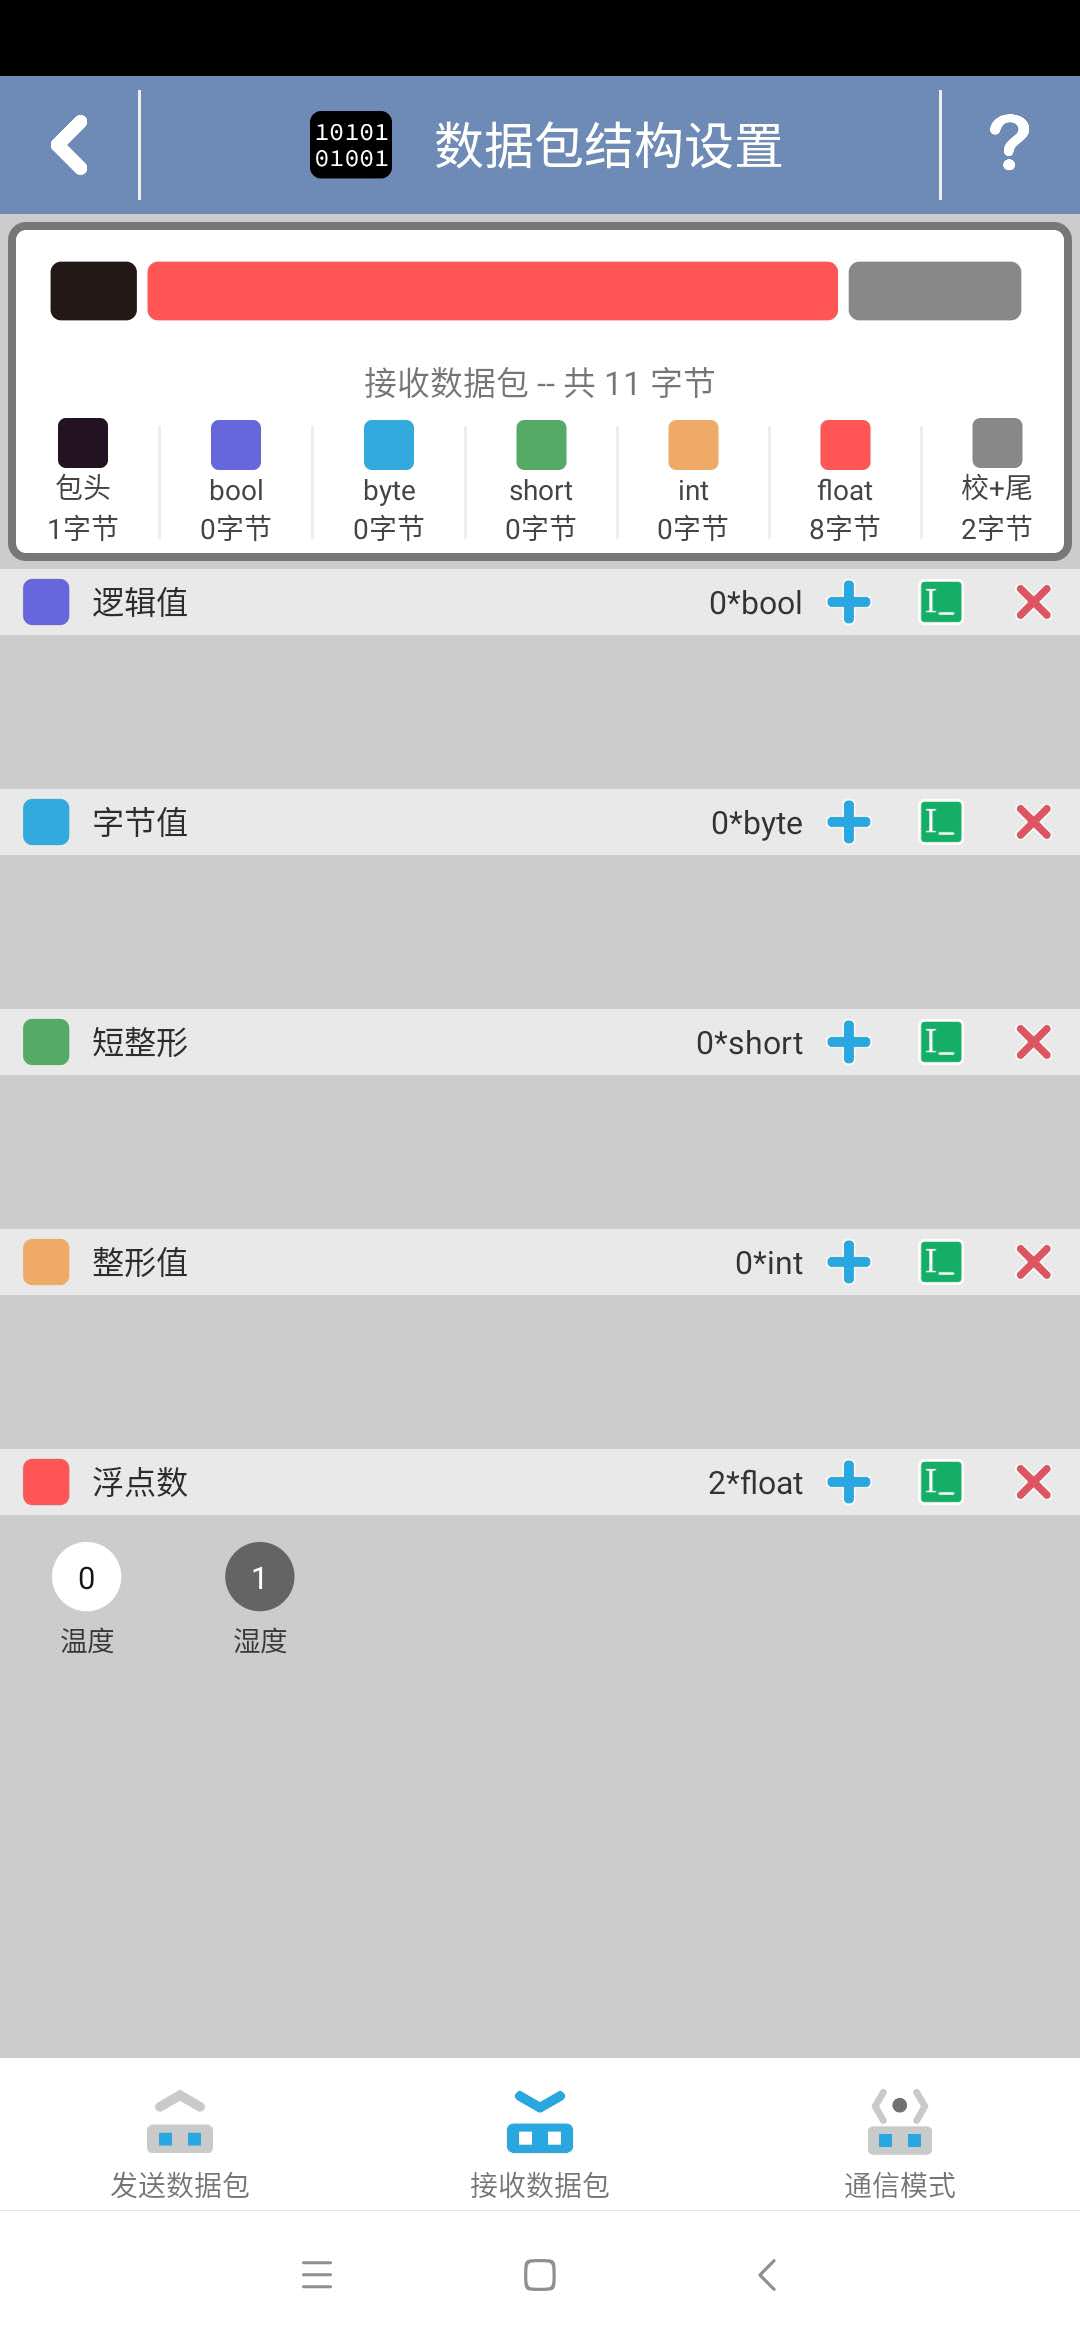 10101
01001
数据包结构设置
?
接收数据包 -- 共 11 字节
包头 bool byte short int float 校+尾
1字节 0字节 0字节 0字节 0字节 8字节 2字节
逻辑值 0*bool
字节值 0*byte
短整形 0*short
整形值 0*int
浮点数 2*float
0 1
温度 湿度
发送数据包 接收数据包 通信模式